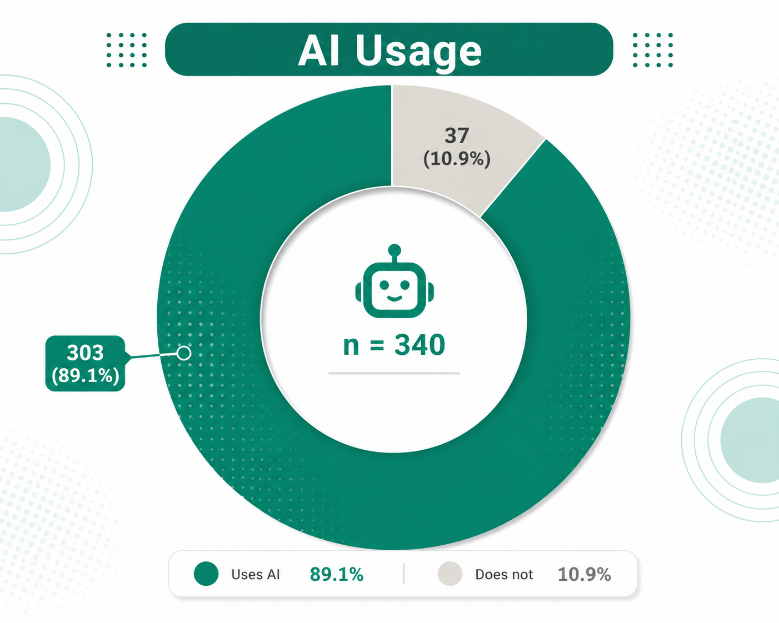 AI Usage
37
(10.9%)
n = 340
303
(89.1%)
Uses AI 89.1% Does not 10.9%